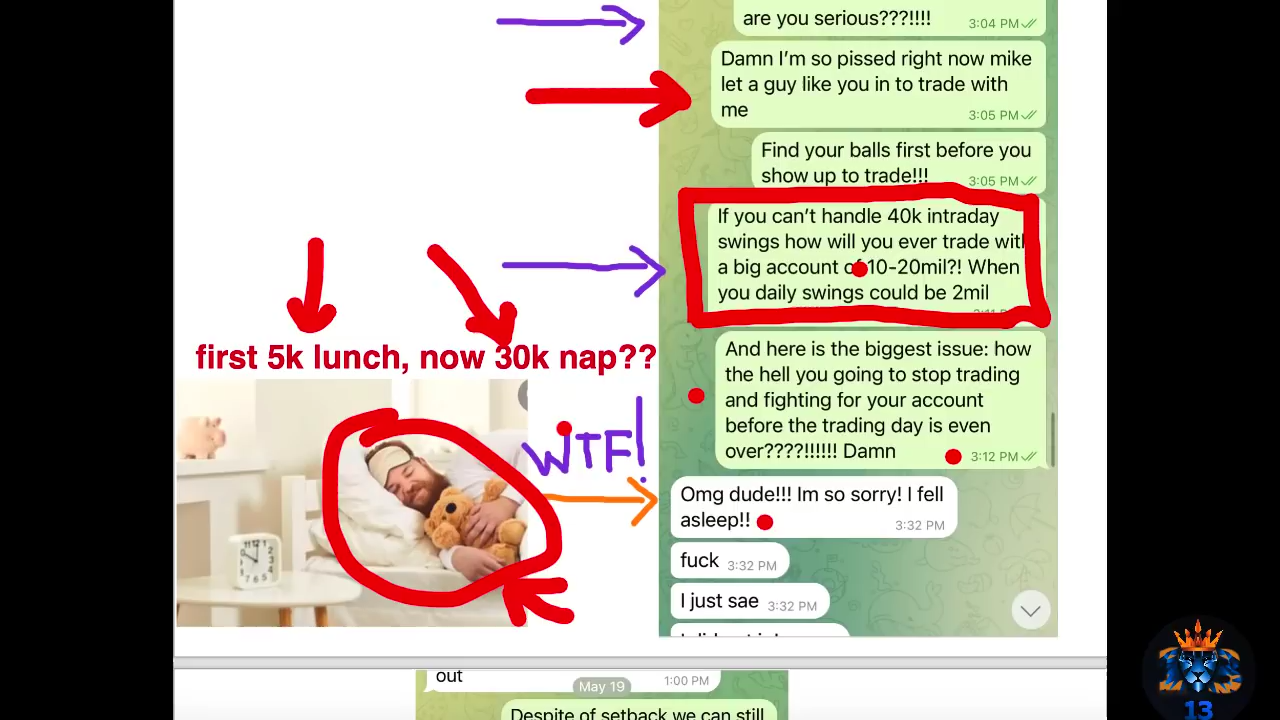 are you serious???!!!!
3:04 PM
Damn I'm so pissed right now mike
let a guy like you in to trade with
me
3:05 PM
Find your balls first before you
show up to trade!!!
3:05 PM
If you can't handle 40k intraday
swings how will you ever trade with
a big account of 10-20mil?! When
you daily swings could be 2mil
first 5k lunch, now 30k nap??
And here is the biggest issue: how
the hell you going to stop trading
and fighting for your account
before the trading day is even
over????!!!!!! Damn
3:12 PM
WTF!
Omg dude!!! Im so sorry! I fell
asleep!!
3:32 PM
fuck 3:32 PM
I just sae 3:32 PM
out
1:00 PM
May 19
Despite of setback we can still
13